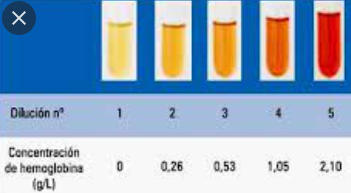 Dilución nº 1 2 3 4 5
Concentración
de hemoglobina 0 0,26 0,53 1,05 2,10
(g/L)